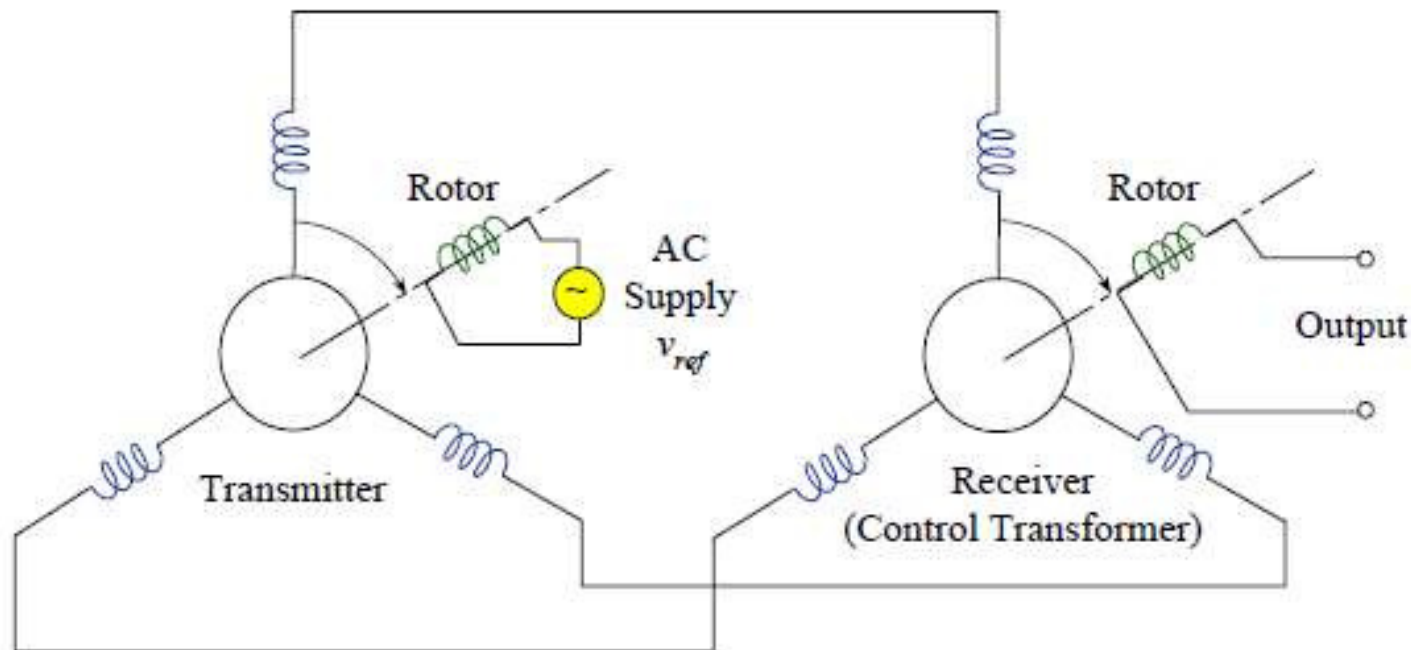 Rotor
AC
Supply
v_ref
~
Transmitter
Rotor
Output
Receiver
(Control Transformer)